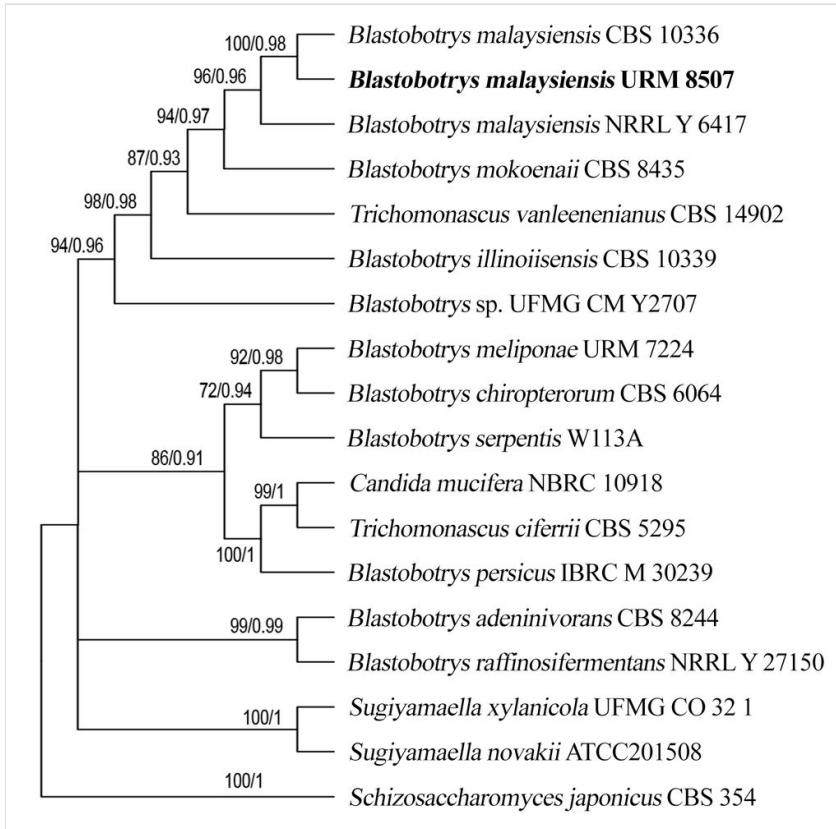 100/0.98
Blastobotrys malaysiensis CBS 10336
96/0.96
Blastobotrys malaysiensis URM 8507
94/0.97
Blastobotrys malaysiensis NRRL Y 6417
87/0.93
Blastobotrys mokoenaii CBS 8435
98/0.98
Trichomonascus vanleenenianus CBS 14902
94/0.96
Blastobotrys illinoiisensis CBS 10339
Blastobotrys sp. UFMG CM Y2707
92/0.98
Blastobotrys meliponae URM 7224
72/0.94
Blastobotrys chiropterorum CBS 6064
Blastobotrys serpentis W113A
86/0.91
Candida mucifera NBRC 10918
99/1
Trichomonascus ciferrii CBS 5295
100/1
Blastobotrys persicus IBRC M 30239
Blastobotrys adeninivorans CBS 8244
99/0.99
Blastobotrys raffinosifermentans NRRL Y 27150
Sugiyamaella xylanicola UFMG CO 32 1
100/1
Sugiyamaella novakii ATCC201508
100/1
Schizosaccharomyces japonicus CBS 354